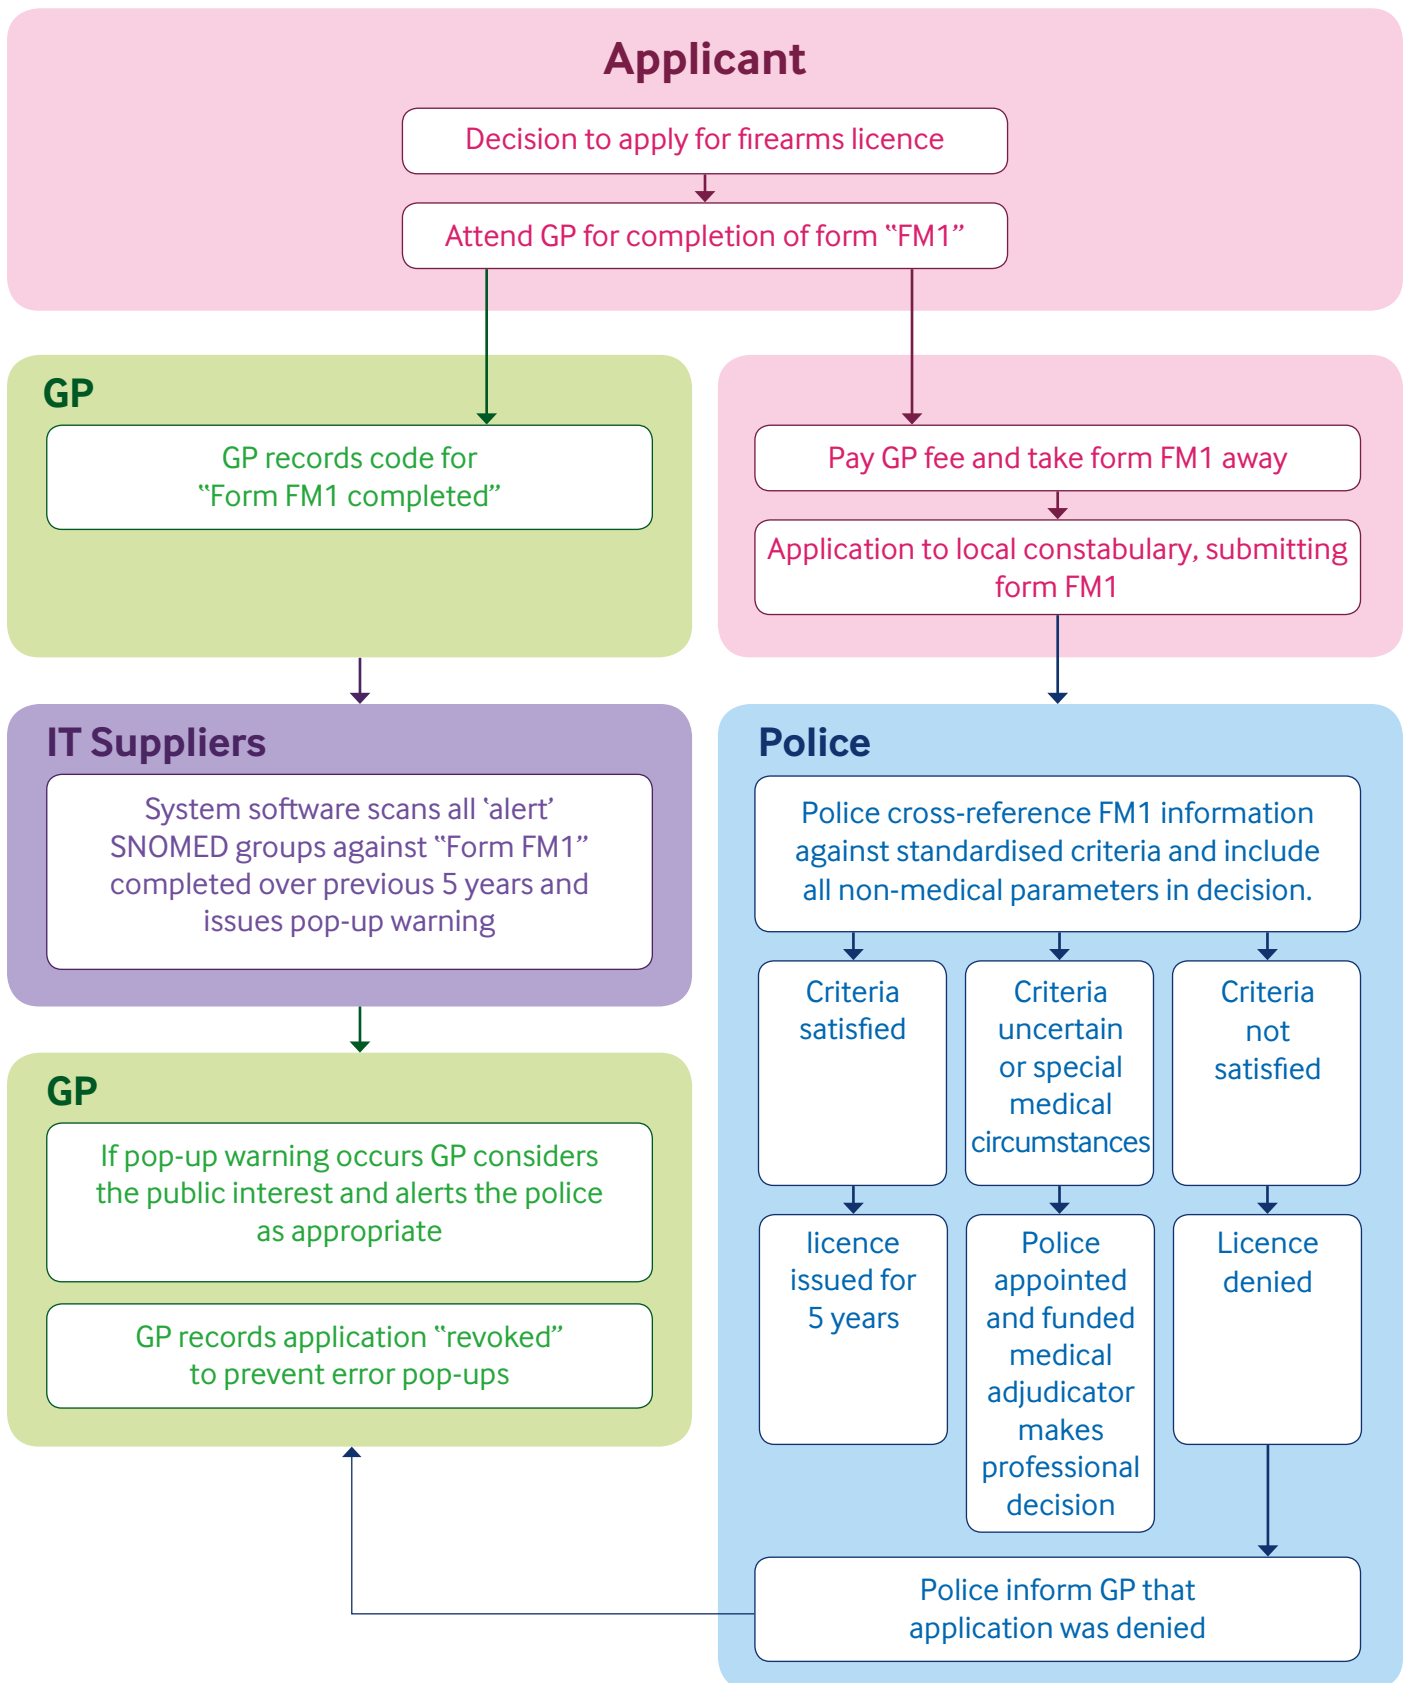 Applicant
Decision to apply for firearms licence
Attend GP for completion of form “FM1”
GP
GP records code for
“Form FM1 completed”
Pay GP fee and take form FM1 away
Application to local constabulary, submitting
form FM1
IT Suppliers
System software scans all ‘alert’
SNOMED groups against “Form FM1”
completed over previous 5 years and
issues pop-up warning
Police
Police cross-reference FM1 information
against standardised criteria and include
all non-medical parameters in decision.
Criteria
satisfied
Criteria
uncertain
or special
medical
circumstances
Criteria
not
satisfied
GP
If pop-up warning occurs GP considers
the public interest and alerts the police
as appropriate
GP records application “revoked”
to prevent error pop-ups
licence
issued for
5 years
Police
appointed
and funded
medical
adjudicator
makes
professional
decision
Licence
denied
Police inform GP that
application was denied